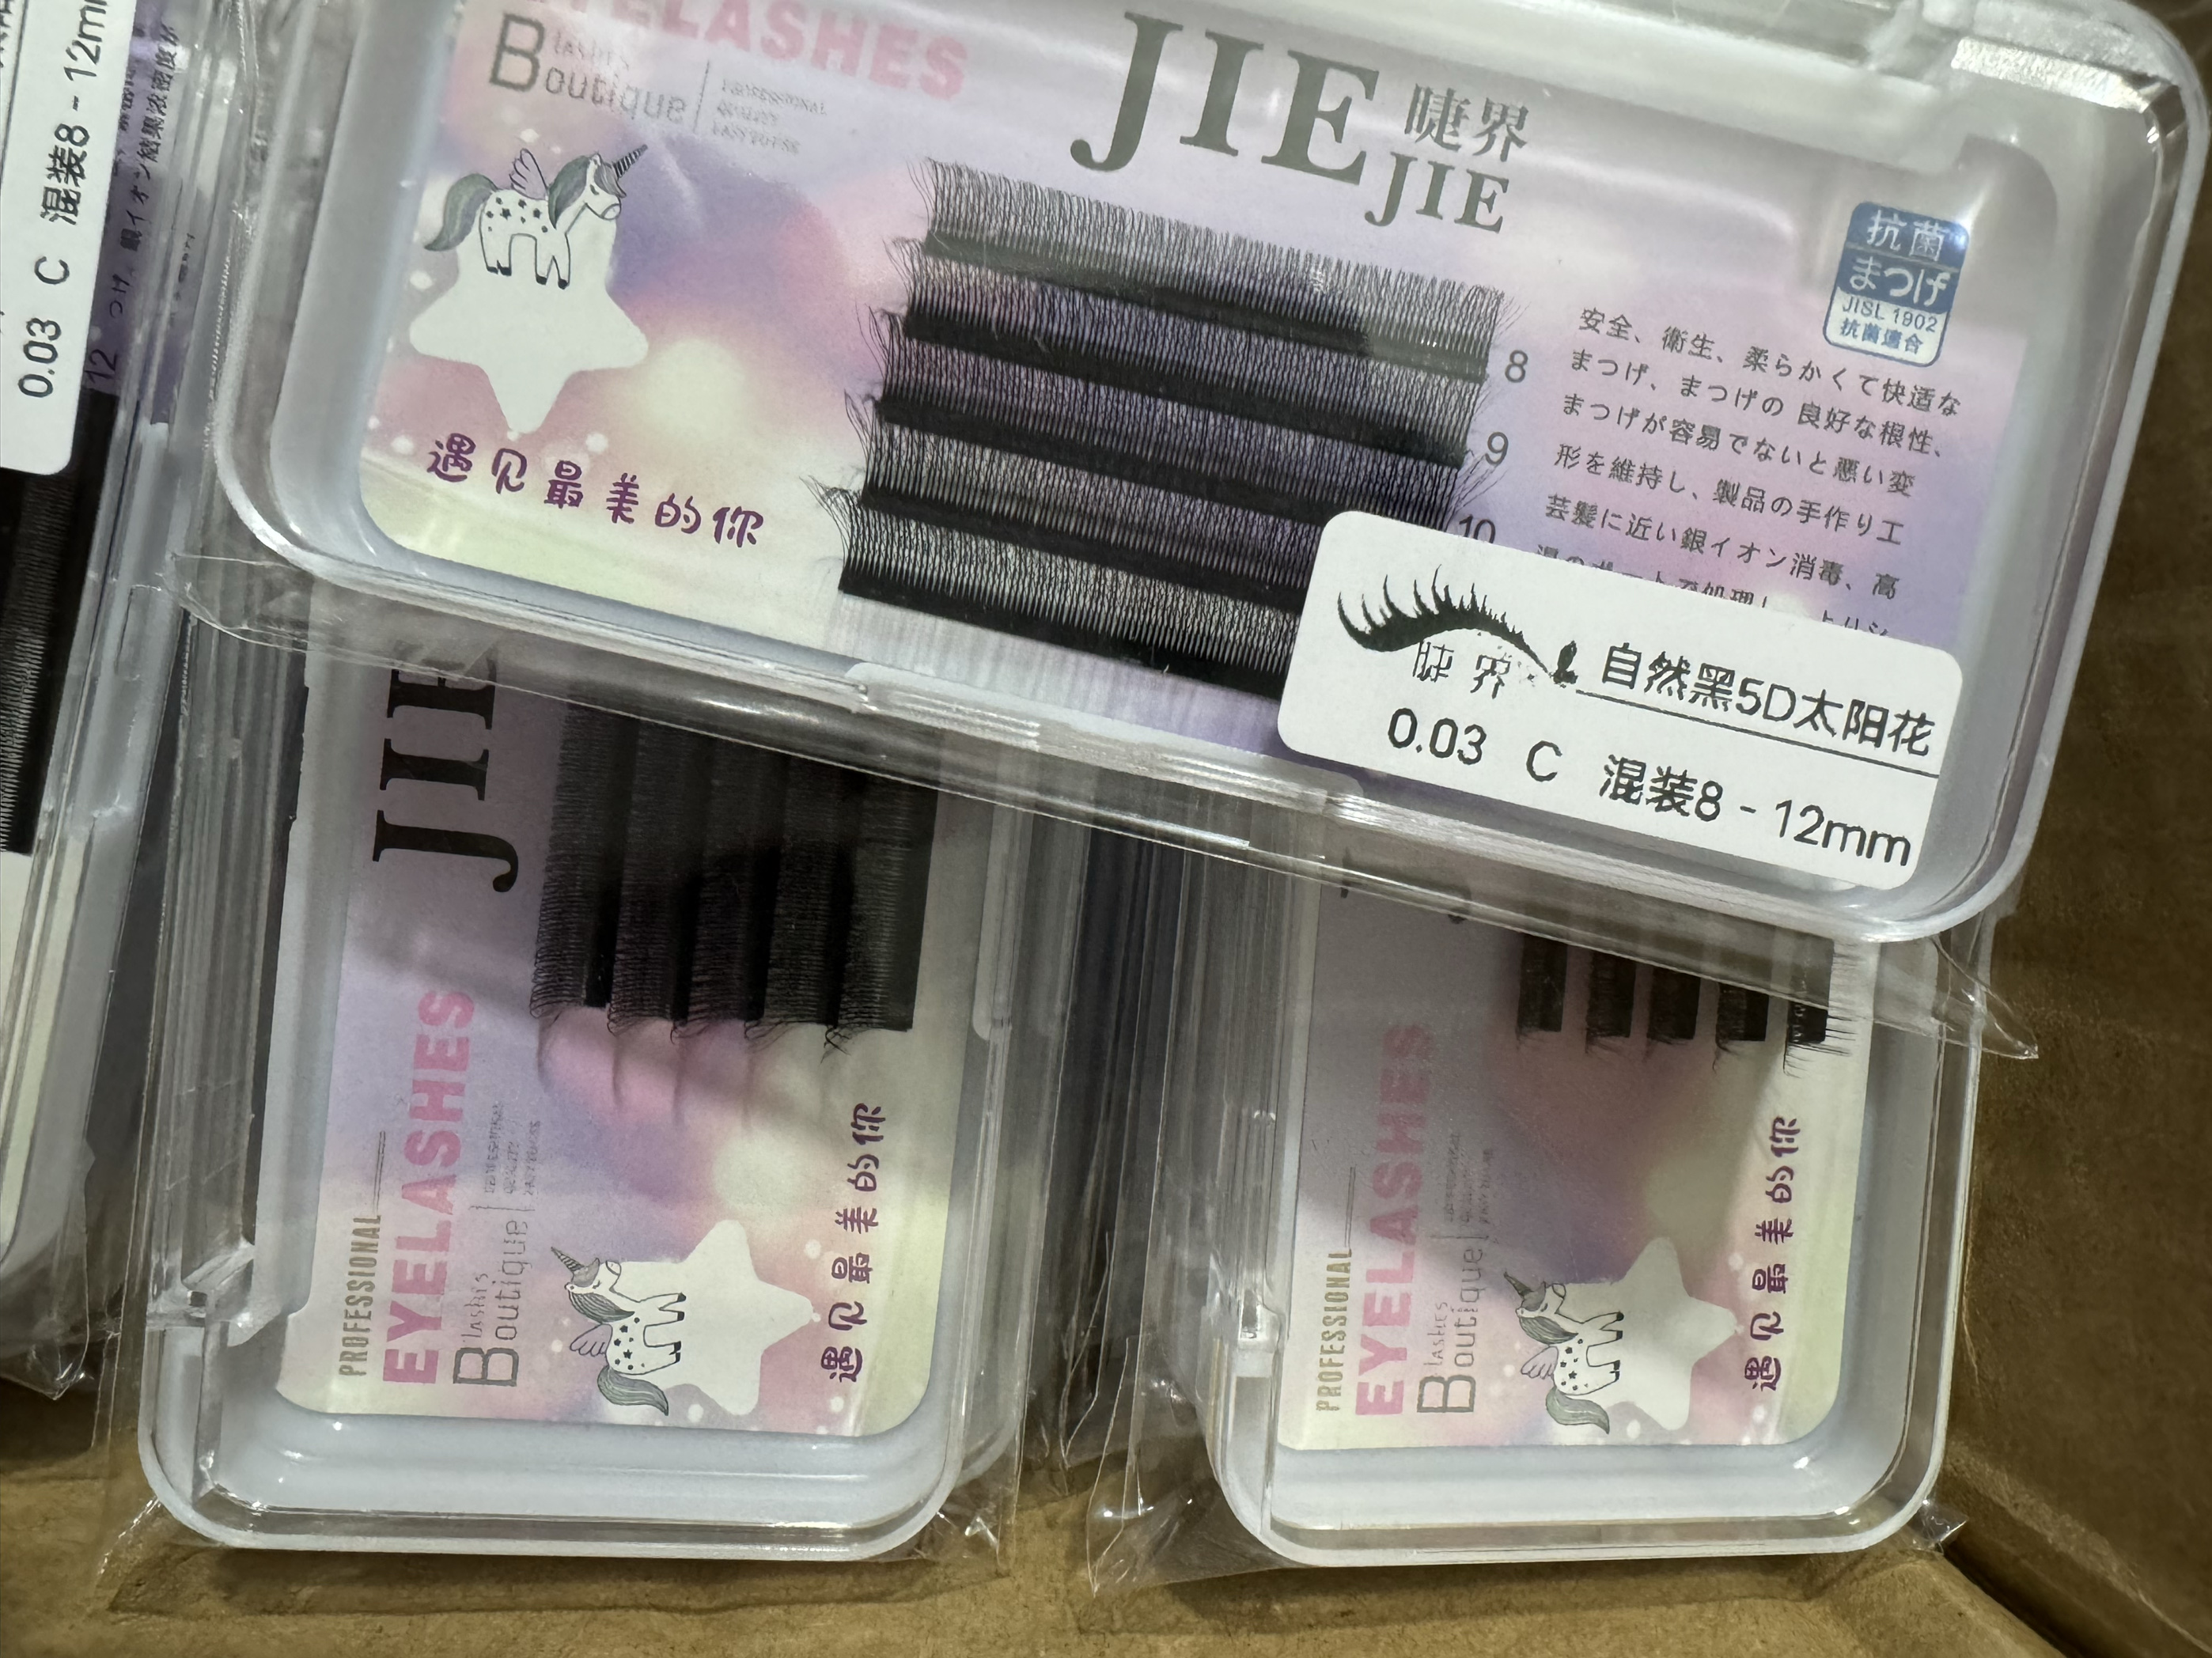 混装8 - 12mm
0.03 C
12
EYELASHES
Lashes
Boutique
PROFESSIONAL
QUALITY
JIE
睫界
JIE
抗菌
まつげ
JISL 1902
抗菌適合
8
9
10
安全、衛生、柔らかくて快適な
まつげ、まつげの 良好な根性、
まつげが容易でないと悪い変
形を維持し、製品の手作り工
芸髪に近い銀イオン消毒、高
遇见最美的你
睫界
自然黑5D太阳花
0.03 C 混装8 - 12mm
JIE
PROFESSIONAL
EYELASHES
Lashes
Boutique
遇见最美的你
PROFESSIONAL
EYELASHES
Lashes
Boutique
遇见最美的你